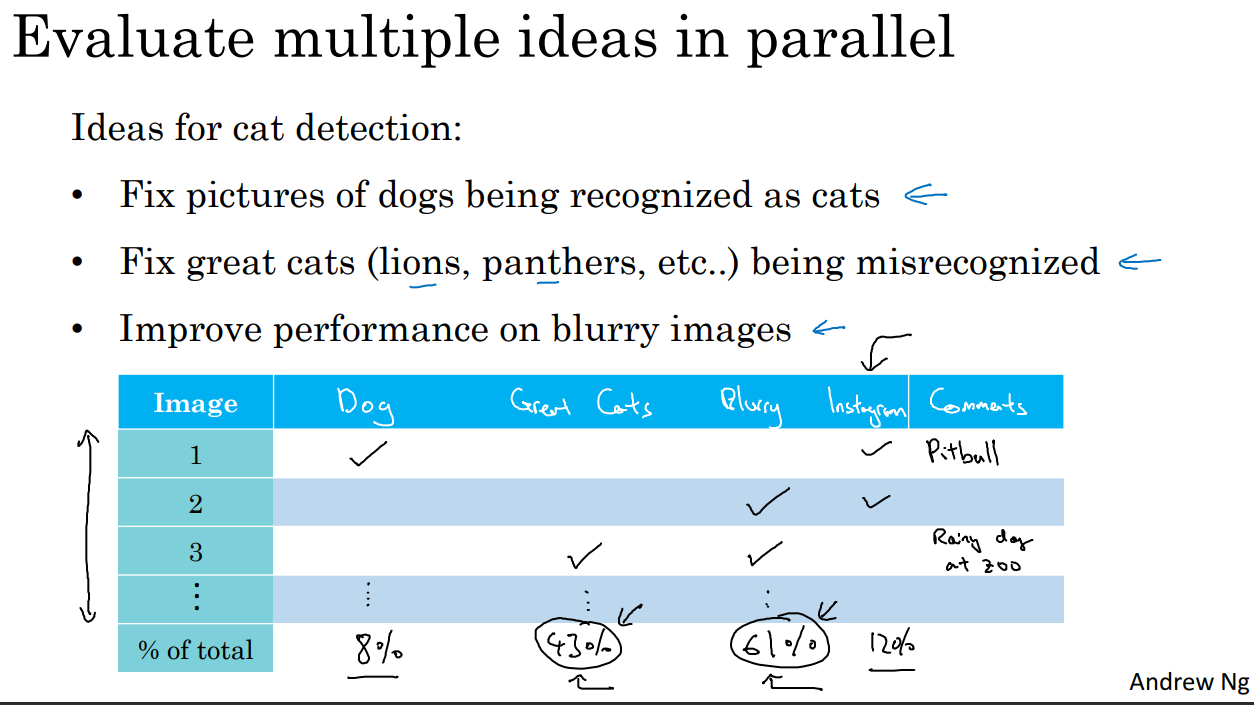 Evaluate multiple ideas in parallel
Ideas for cat detection:
• Fix pictures of dogs being recognized as cats
• Fix great cats (lions, panthers, etc..) being misrecognized
• Improve performance on blurry images
Image Dog Great Cats Blurry Instagram Comments
1 ✓ ✓ Pitbull
2 ✓ ✓
3 ✓ ✓ Rainy day
at zoo
⋮ ⋮ ⋮ ⋮
% of total 8% 43% 61% 12%
Andrew Ng